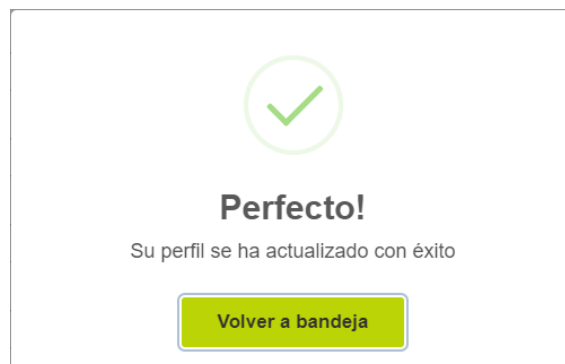 Perfecto!
Su perfil se ha actualizado con éxito
Volver a bandeja